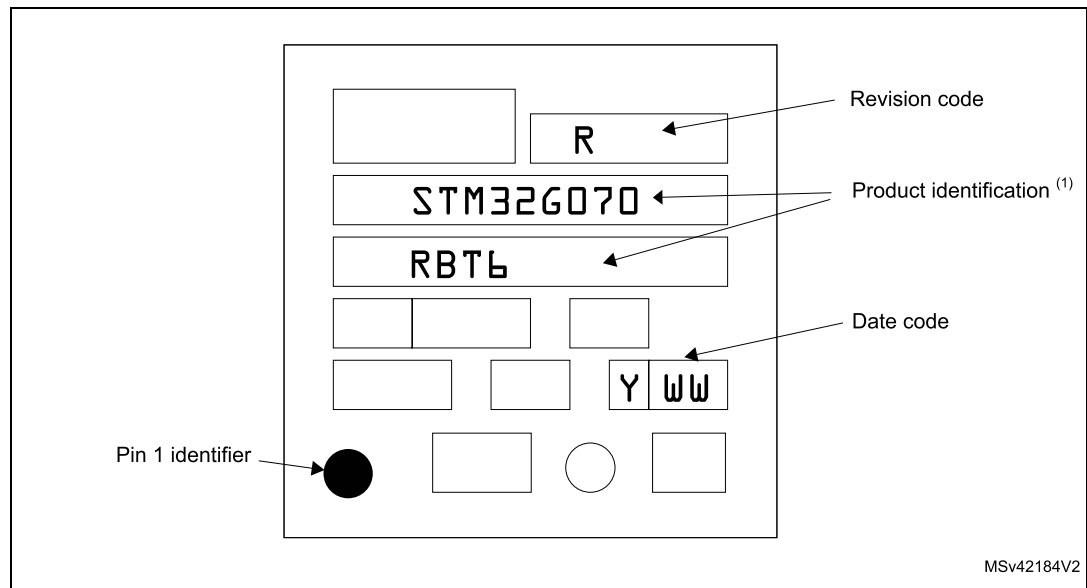 Revision code
R
Product identification (1)
STM32G070
RBT6
Date code
Y WW
Pin 1 identifier
MSv42184V2